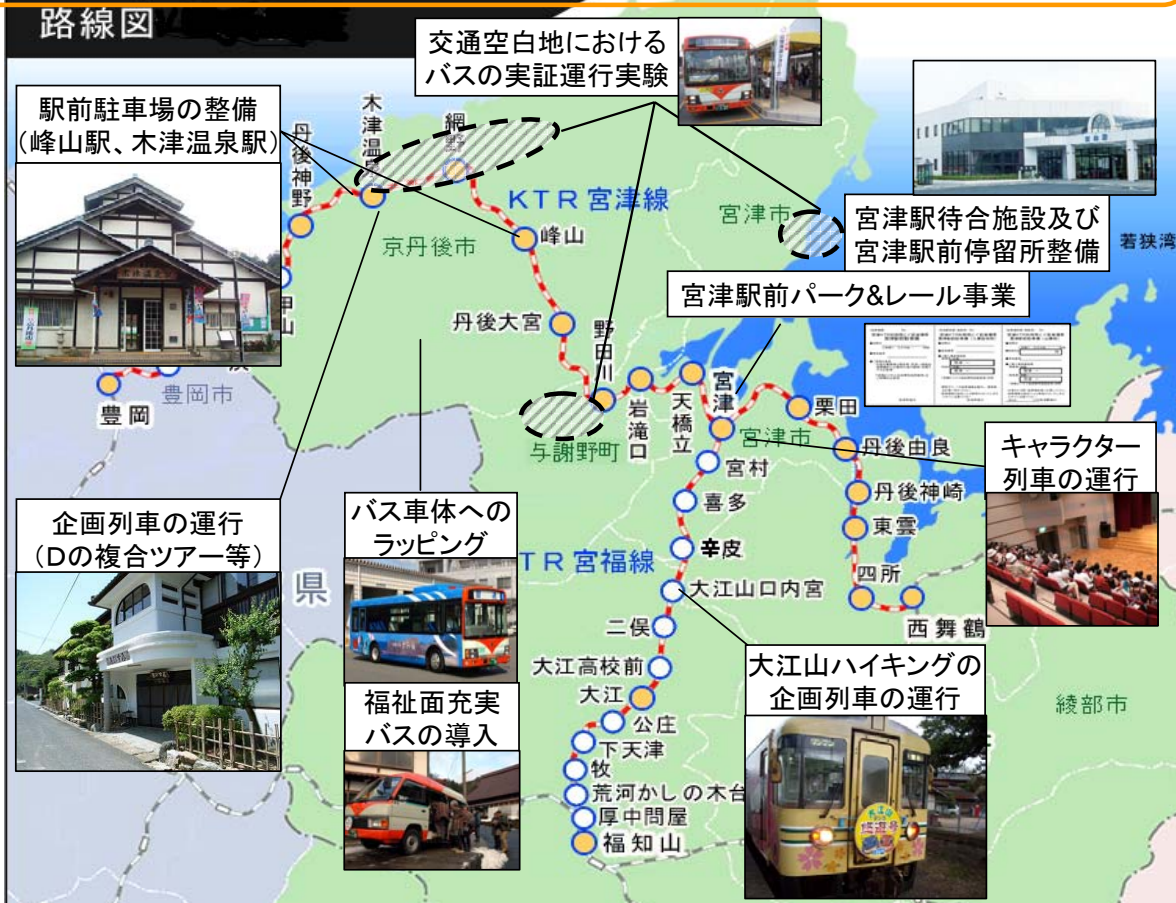 路線図
交通空白地における
バスの実証運行実験
駅前駐車場の整備
(峰山駅、木津温泉駅)
木津温泉
網野
丹後神野
KTR宮津線
宮津市
宮津駅待合施設及び
宮津駅前停留所整備
若狭湾
京丹後市
峰山
宮津駅前パーク&レール事業
甲山
丹後大宮
野田川
豊岡市
豊岡
岩滝口
天橋立
宮津
栗田
与謝野町
宮津市
丹後由良
キャラクター
列車の運行
宮村
丹後神崎
喜多
東雲
企画列車の運行
(Dの複合ツアー等)
バス車体への
ラッピング
県
TR宮福線
辛皮
四所
大江山口内宮
西舞鶴
二俣
大江高校前
大江山ハイキングの
企画列車の運行
綾部市
福祉面充実
バスの導入
大江
公庄
下天津
牧
荒河かしの木台
厚中問屋
福知山